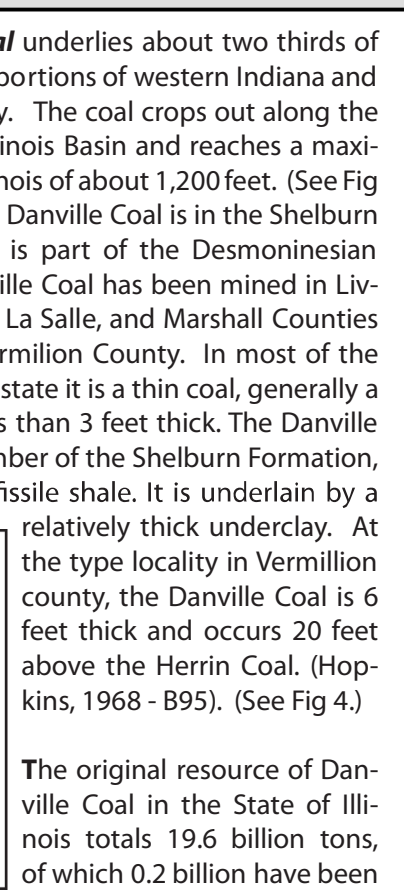 al underlies about two thirds of
portions of western Indiana and
y. The coal crops out along the
inois Basin and reaches a maxi-
nois of about 1,200 feet. (See Fig
Danville Coal is in the Shelburn
is part of the Desmoninesian
ille Coal has been mined in Liv-
La Salle, and Marshall Counties
rmilion County. In most of the
state it is a thin coal, generally a
s than 3 feet thick. The Danville
nber of the Shelburn Formation,
fissile shale. It is underlain by a
relatively thick underclay. At
the type locality in Vermillion
county, the Danville Coal is 6
feet thick and occurs 20 feet
above the Herrin Coal. (Hop-
kins, 1968 - B95). (See Fig 4.)
The original resource of Dan-
ville Coal in the State of Illi-
nois totals 19.6 billion tons,
of which 0.2 billion have been